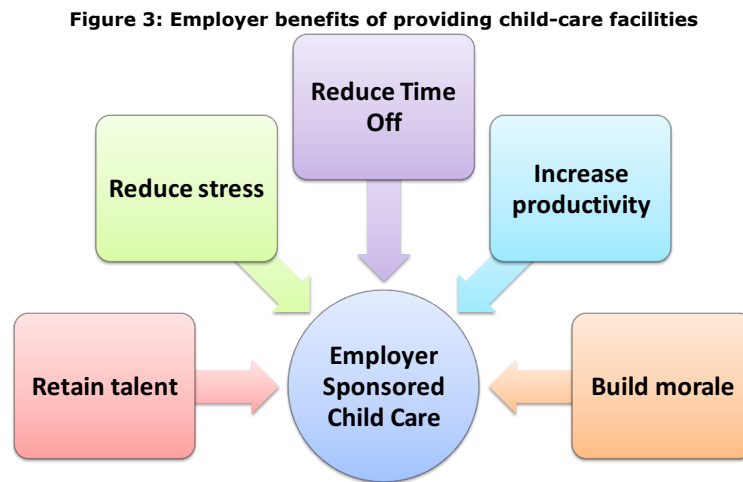 Figure 3: Employer benefits of providing child-care facilities
Reduce Time
Off
Reduce stress
Increase
productivity
Retain talent
Employer
Sponsored
Child Care
Build morale